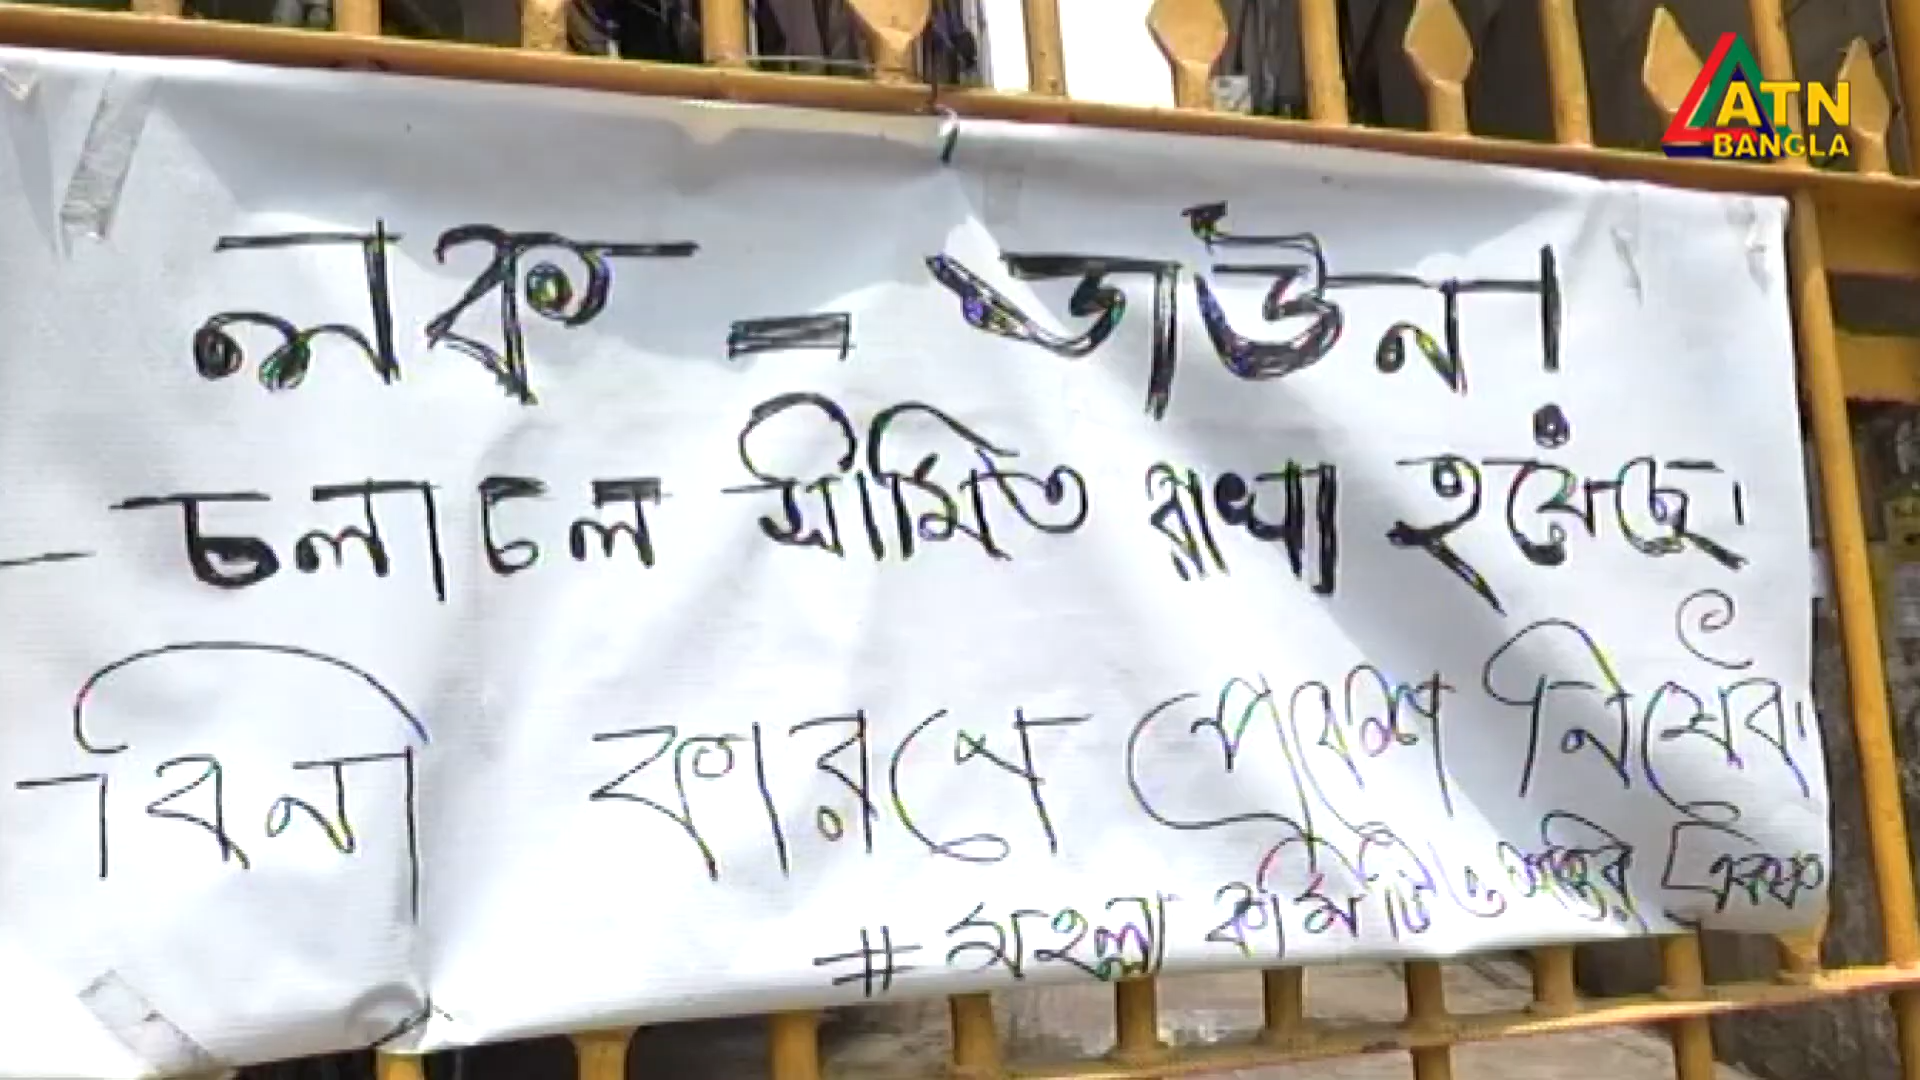 ATN
BANGLA
লক - ডাউন!
চলাচল সীমিত রাখা হয়েছে।
বিনা কারণে প্রবেশ নিষেধ।
# মহল্লা কমিটি ও